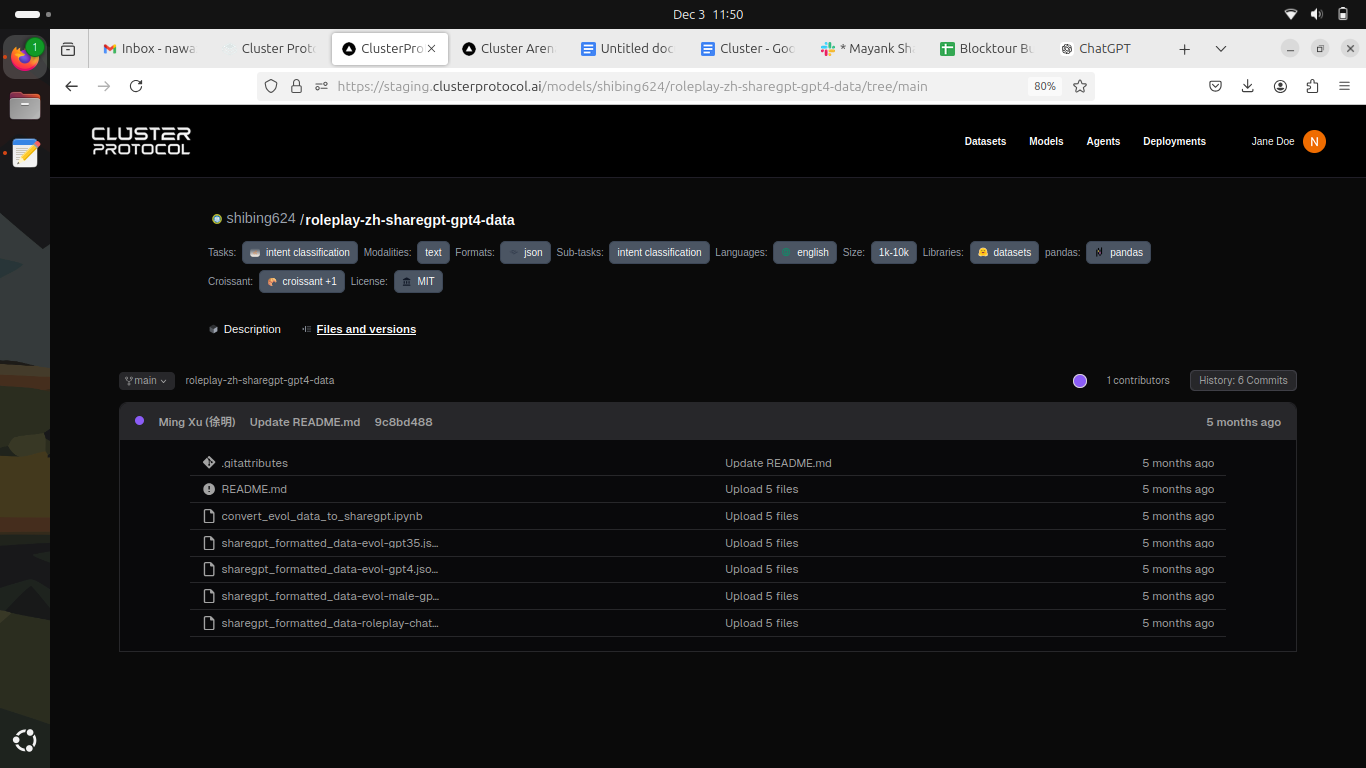 Dec 3 11:50
1
Inbox - nawa
Cluster Proto
ClusterPro
Cluster Aren
Untitled doc
Cluster - Goo
* Mayank Sha
Blocktour Bu
ChatGPT
https://staging.clusterprotocol.ai/models/shibing624/roleplay-zh-sharegpt-gpt4-data/tree/main
80%
CLUSTER
PROTOCOL
Datasets Models Agents Deployments Jane Doe N
shibing624 /roleplay-zh-sharegpt-gpt4-data
Tasks: intent classification Modalities: text Formats: json Sub-tasks: intent classification Languages: english Size: 1k-10k Libraries: datasets pandas: pandas
Croissant: croissant +1 License: MIT
Description Files and versions
main roleplay-zh-sharegpt-gpt4-data 1 contributors History: 6 Commits
Ming Xu (徐明) Update README.md 9c8bd488 5 months ago
.gitattributes Update README.md 5 months ago
README.md Upload 5 files 5 months ago
convert_evol_data_to_sharegpt.ipynb Upload 5 files 5 months ago
sharegpt_formatted_data-evol-gpt35.js... Upload 5 files 5 months ago
sharegpt_formatted_data-evol-gpt4.jso... Upload 5 files 5 months ago
sharegpt_formatted_data-evol-male-gp... Upload 5 files 5 months ago
sharegpt_formatted_data-roleplay-chat... Upload 5 files 5 months ago